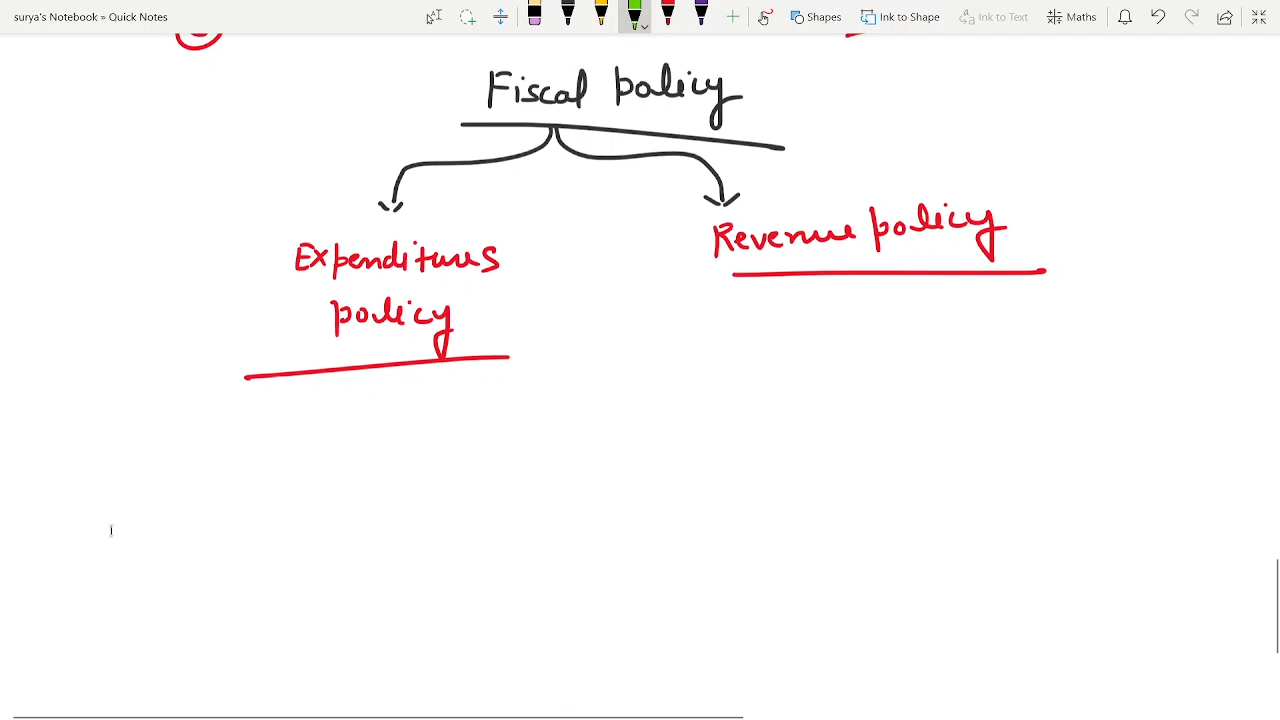 surya's Notebook » Quick Notes
Shapes
Ink to Shape
Ink to Text
Maths
Fiscal policy
Expenditures
policy
Revenue policy